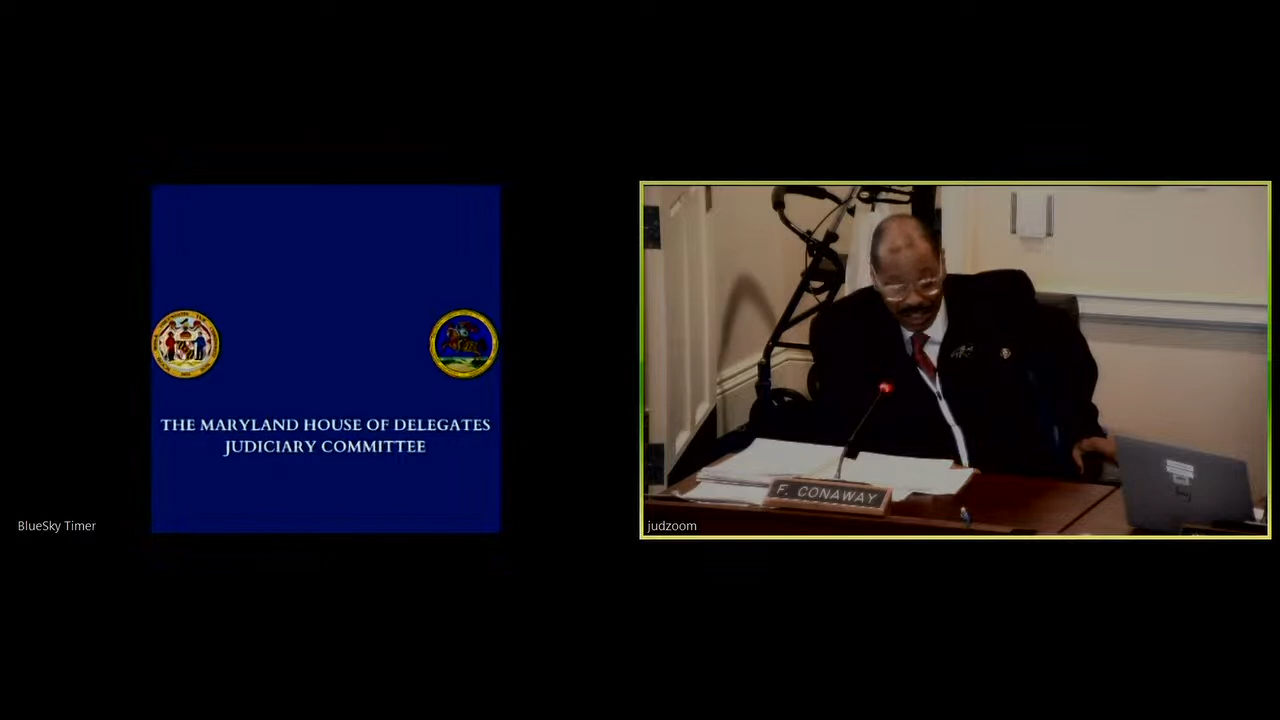 THE MARYLAND HOUSE OF DELEGATES
JUDICIARY COMMITTEE
BlueSky Timer
F. CONAWAY
judzoom